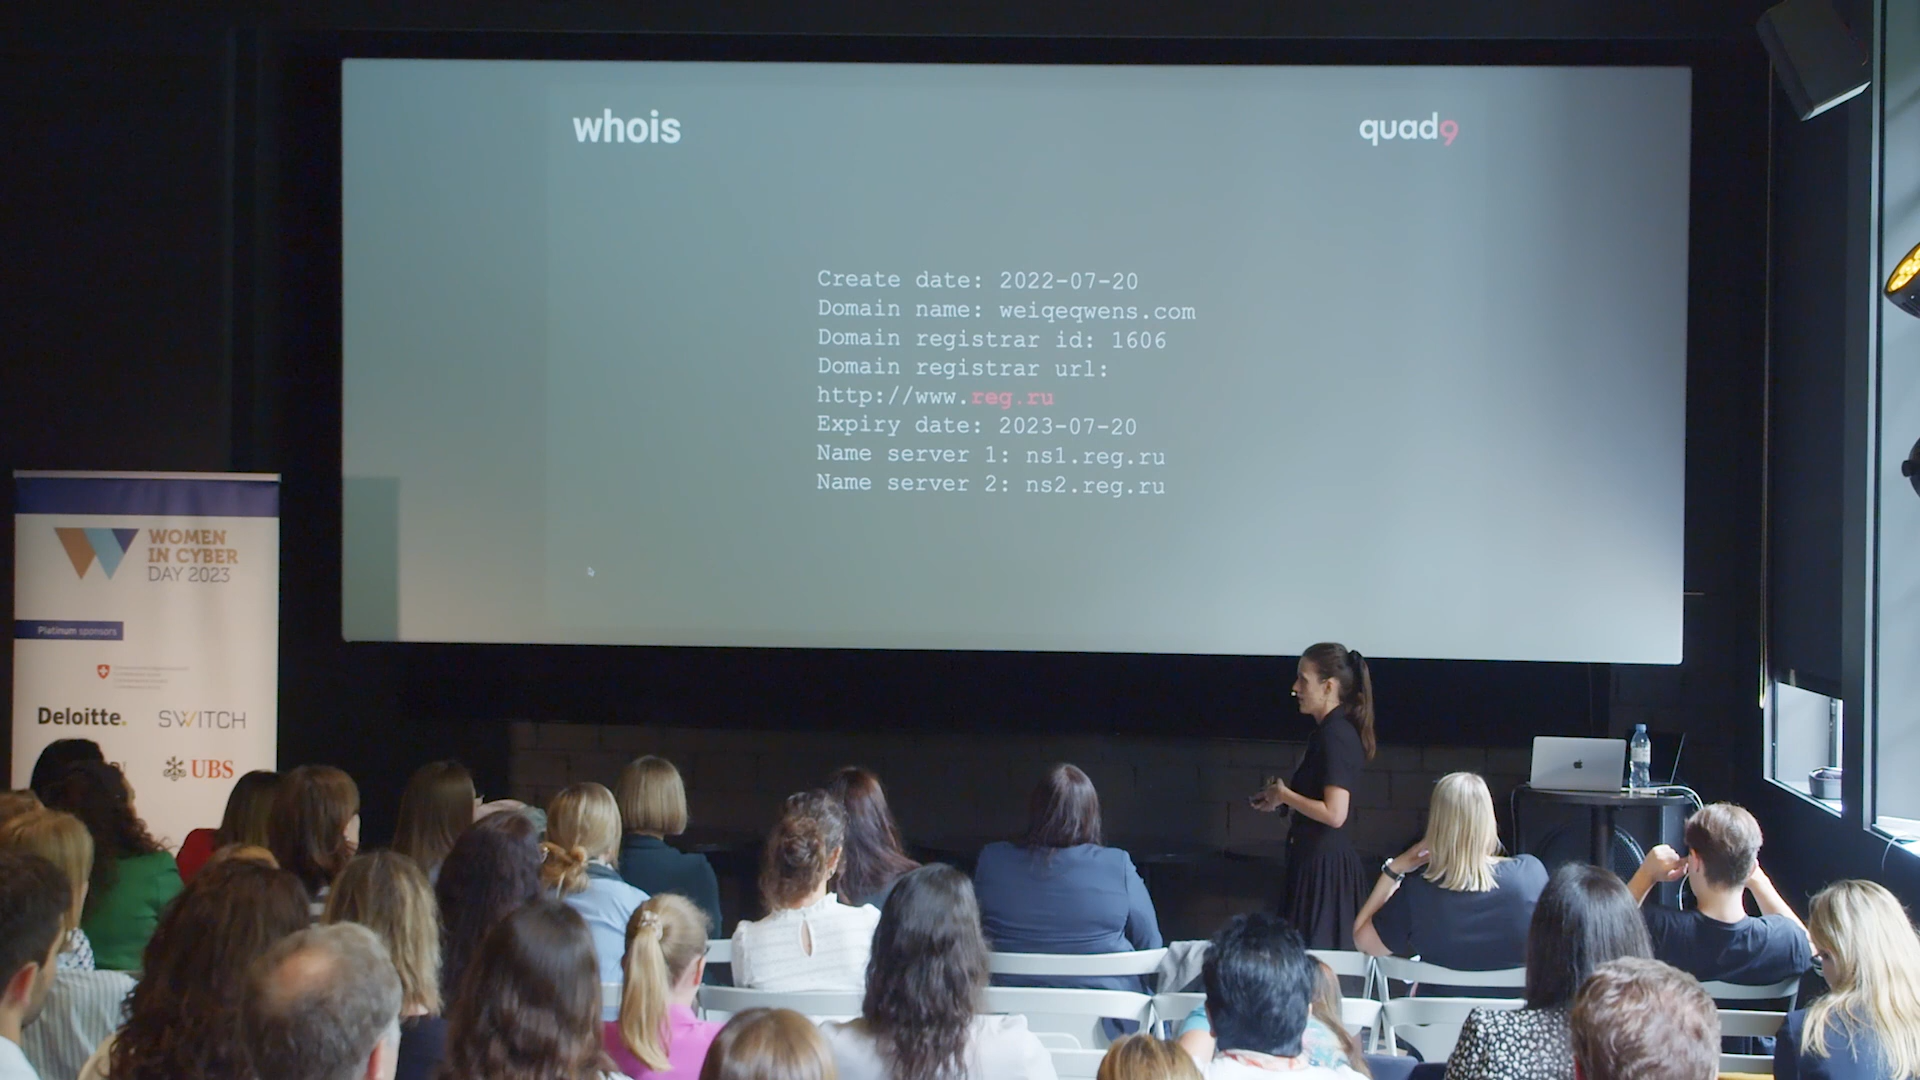 whois
quad9
Create date: 2022-07-20
Domain name: weiqeqwens.com
Domain registrar id: 1606
Domain registrar url:
http://www.reg.ru
Expiry date: 2023-07-20
Name server 1: ns1.reg.ru
Name server 2: ns2.reg.ru
WOMEN
IN CYBER
DAY 2023
Platinum sponsors
Deloitte.
SWITCH
UBS